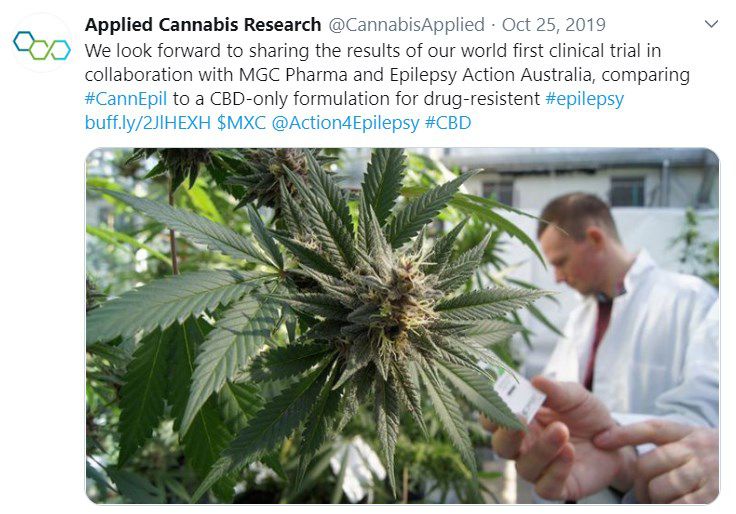 Applied Cannabis Research @CannabisApplied · Oct 25, 2019
We look forward to sharing the results of our world first clinical trial in
collaboration with MGC Pharma and Epilepsy Action Australia, comparing
#CannEpil to a CBD-only formulation for drug-resistent #epilepsy
buff.ly/2JlHEXH $MXC @Action4Epilepsy #CBD